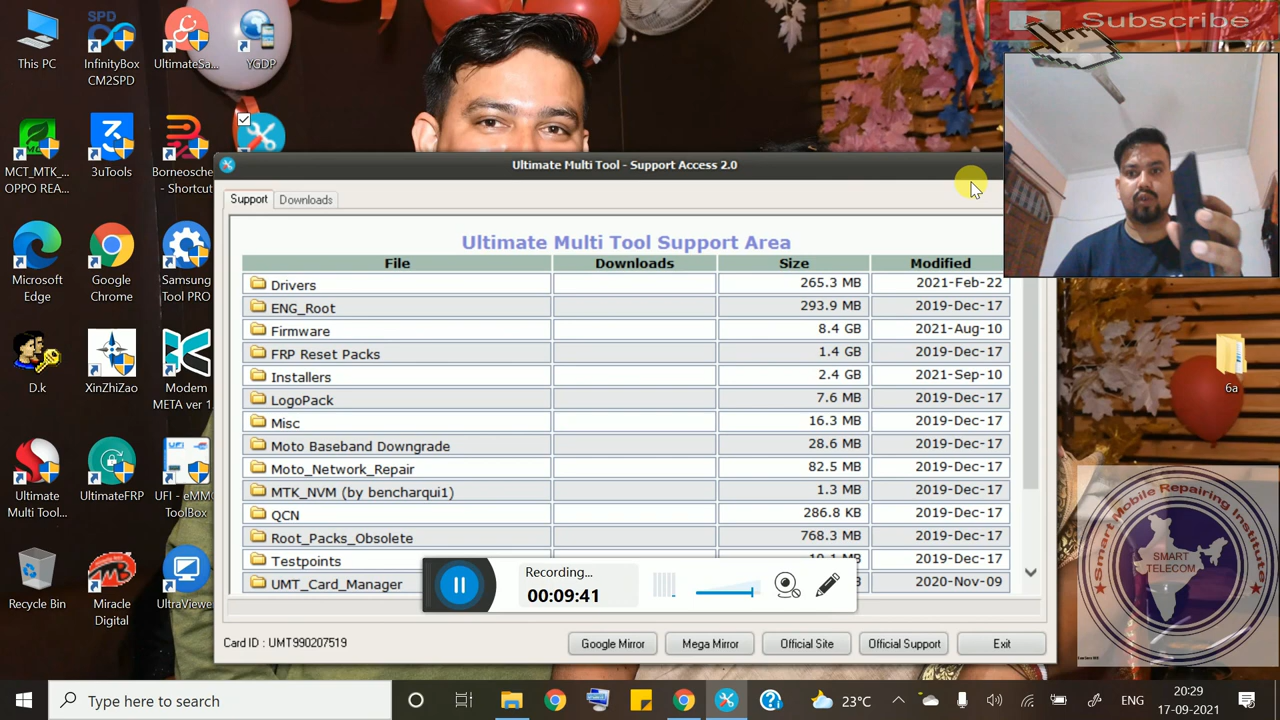 Subscribe
This PC
InfinityBox
CM2SPD
UltimateSa...
YGDP
MCT_MTK_...
OPPO REA...
3uTools
Borneosche...
- Shortcut
Microsoft
Edge
Google
Chrome
Samsung
Tool PRO
D.k
XinZhiZao
Modem
META ver 1.
Ultimate
Multi Tool...
UltimateFRP
UFI - eMMC
ToolBox
Recycle Bin
Miracle
Digital
UltraViewer
6a
Ultimate Multi Tool - Support Access 2.0
Support Downloads
Ultimate Multi Tool Support Area
File Downloads Size Modified
Drivers 265.3 MB 2021-Feb-22
ENG_Root 293.9 MB 2019-Dec-17
Firmware 8.4 GB 2021-Aug-10
FRP Reset Packs 1.4 GB 2019-Dec-17
Installers 2.4 GB 2021-Sep-10
LogoPack 7.6 MB 2019-Dec-17
Misc 16.3 MB 2019-Dec-17
Moto Baseband Downgrade 28.6 MB 2019-Dec-17
Moto_Network_Repair 82.5 MB 2019-Dec-17
MTK_NVM (by bencharqui1) 1.3 MB 2019-Dec-17
QCN 286.8 KB 2019-Dec-17
Root_Packs_Obsolete 768.3 MB 2019-Dec-17
Testpoints 2019-Dec-17
UMT_Card_Manager 2020-Nov-09
Recording...
00:09:41
Card ID : UMT990207519
Google Mirror Mega Mirror Official Site Official Support Exit
Smart Mobile Repairing Institute
SMART
TELECOM
Type here to search
23°C
ENG
20:29
17-09-2021